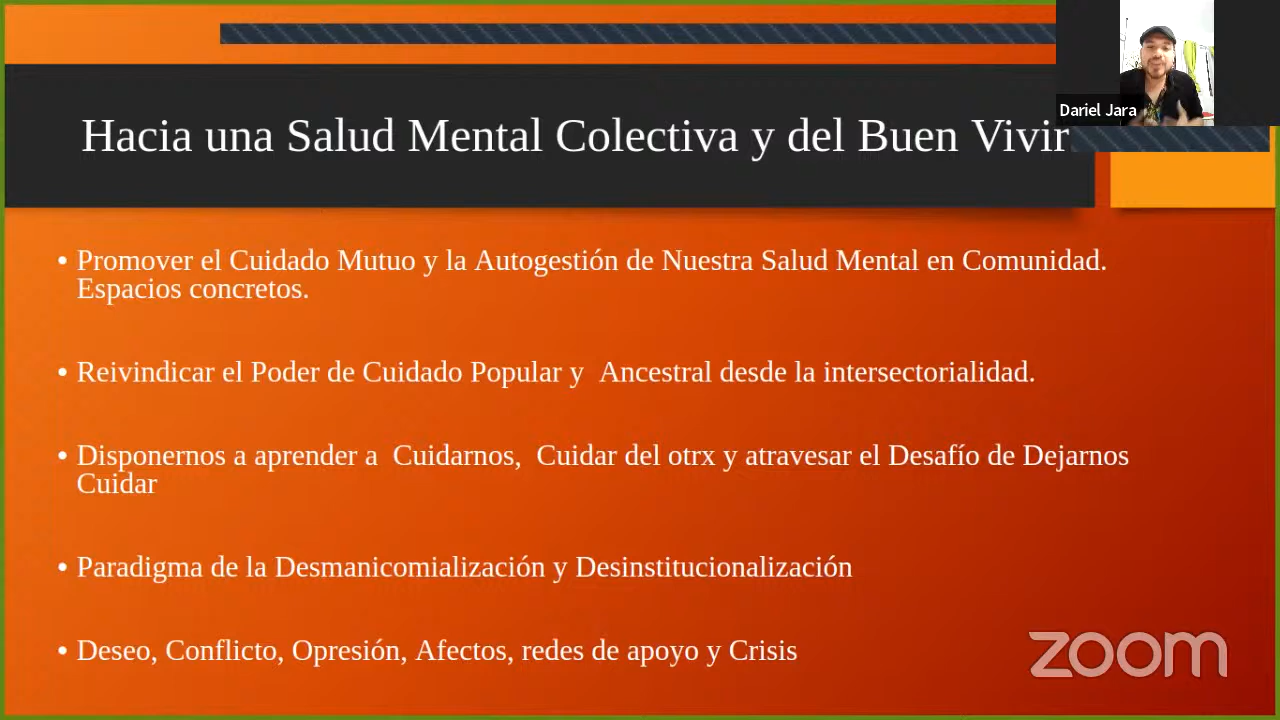 Dariel Jara
Hacia una Salud Mental Colectiva y del Buen Vivir
• Promover el Cuidado Mutuo y la Autogestión de Nuestra Salud Mental en Comunidad.
Espacios concretos.
• Reivindicar el Poder de Cuidado Popular y  Ancestral desde la intersectorialidad.
• Disponernos a aprender a  Cuidarnos,  Cuidar del otrx y atravesar el Desafío de Dejarnos
Cuidar
• Paradigma de la Desmanicomialización y Desinstitucionalización
• Deseo, Conflicto, Opresión, Afectos, redes de apoyo y Crisis
zoom